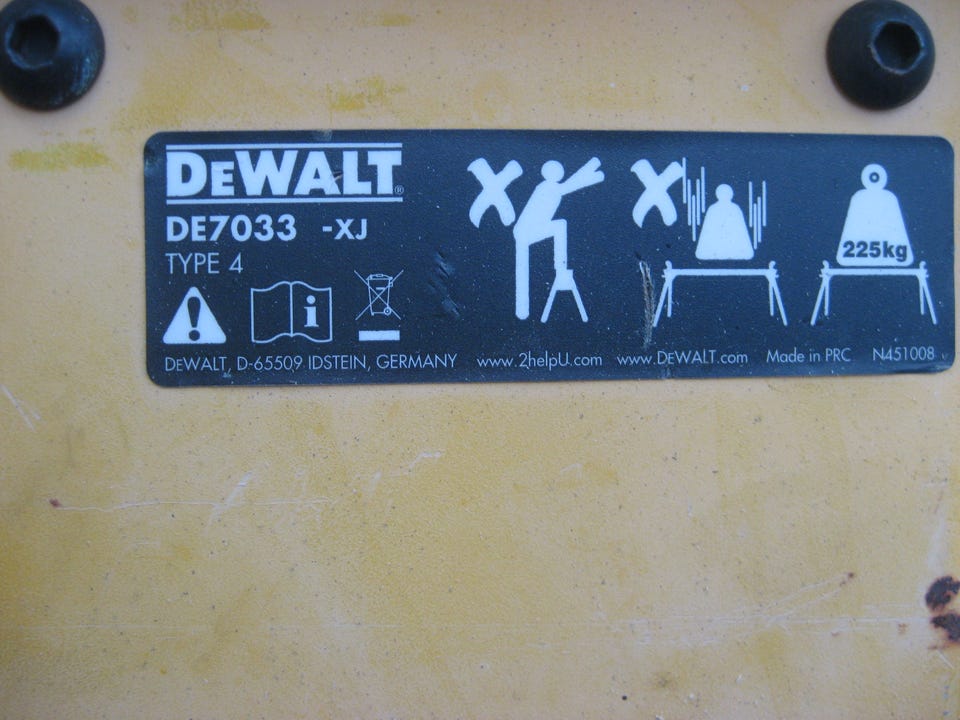 DEWALT®
DE7033 -XJ
TYPE 4
225kg
i
DEWALT, D-65509 IDSTEIN, GERMANY www.2helpU.com www.DEWALT.com Made in PRC N451008